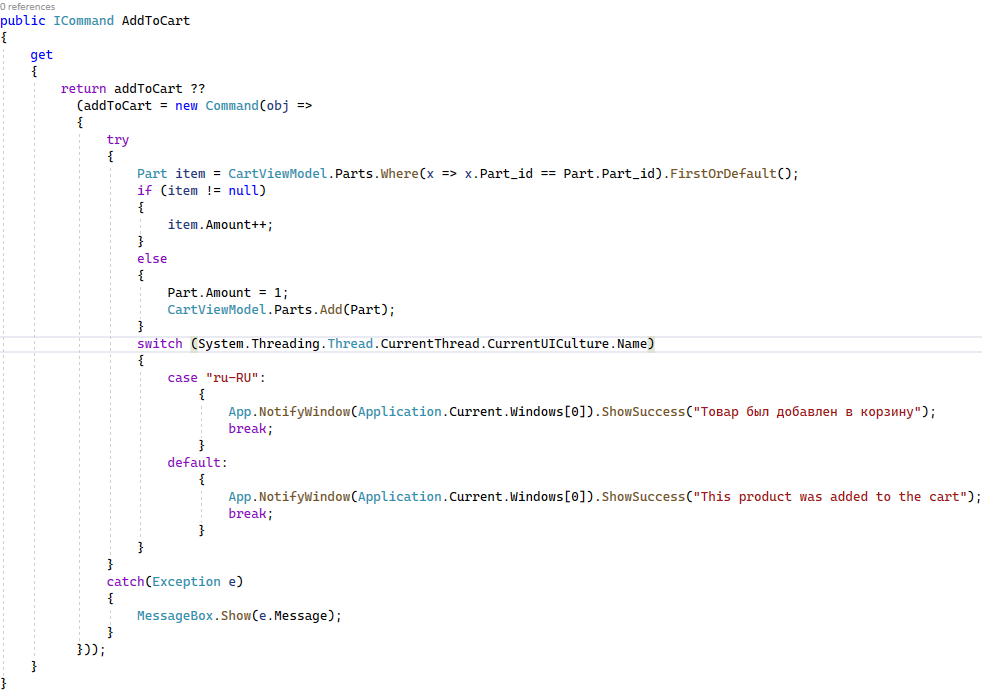 0 references
public ICommand AddToCart
{
get
{
return addToCart ??
(addToCart = new Command(obj =>
{
try
{
Part item = CartViewModel.Parts.Where(x => x.Part_id == Part.Part_id).FirstOrDefault();
if (item != null)
{
item.Amount++;
}
else
{
Part.Amount = 1;
CartViewModel.Parts.Add(Part);
}
switch (System.Threading.Thread.CurrentThread.CurrentUICulture.Name)
{
case "ru-RU":
{
App.NotifyWindow(Application.Current.Windows[0]).ShowSuccess("Товар был добавлен в корзину");
break;
}
default:
{
App.NotifyWindow(Application.Current.Windows[0]).ShowSuccess("This product was added to the cart");
break;
}
}
}
catch(Exception e)
{
MessageBox.Show(e.Message);
}
}));
}
}